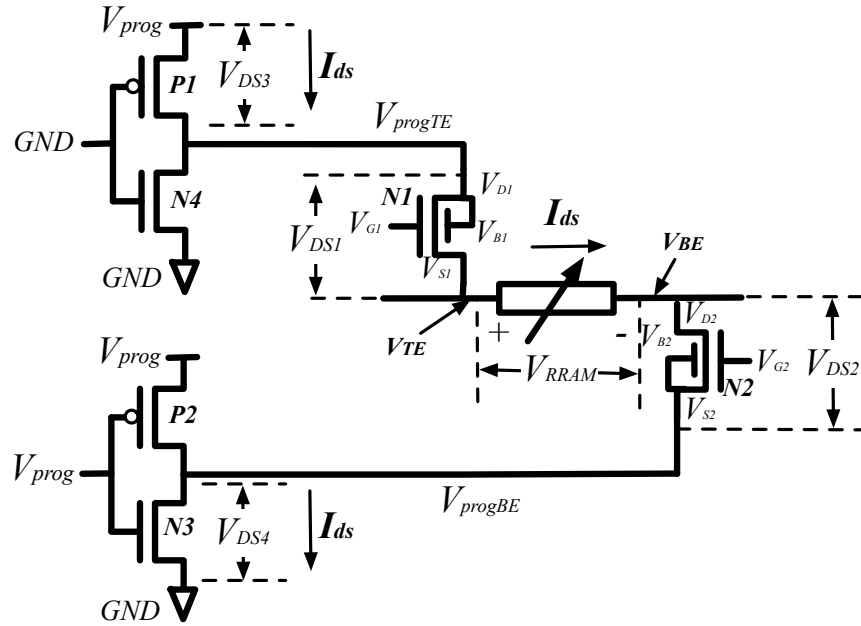 Vprog
P1
VDS3
Ids
VprogTE
GND
N4
N1
VD1
VG1
VB1
VDS1
VS1
Ids
VBE
GND
VTE
+
-
VRRAM
VD2
VB2
VG2
N2
VS2
VDS2
Vprog
P2
Vprog
VprogBE
N3
VDS4
Ids
GND